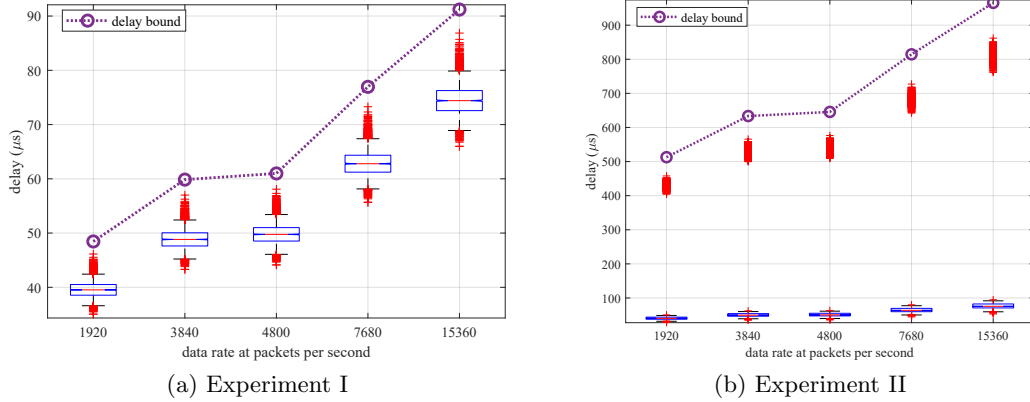 90
80
70
60
50
40
delay (μs)
delay bound
1920 3840 4800 7680 15360
data rate at packets per second
(a) Experiment I
900
800
700
600
500
400
300
200
100
delay (μs)
delay bound
1920 3840 4800 7680 15360
data rate at packets per second
(b) Experiment II